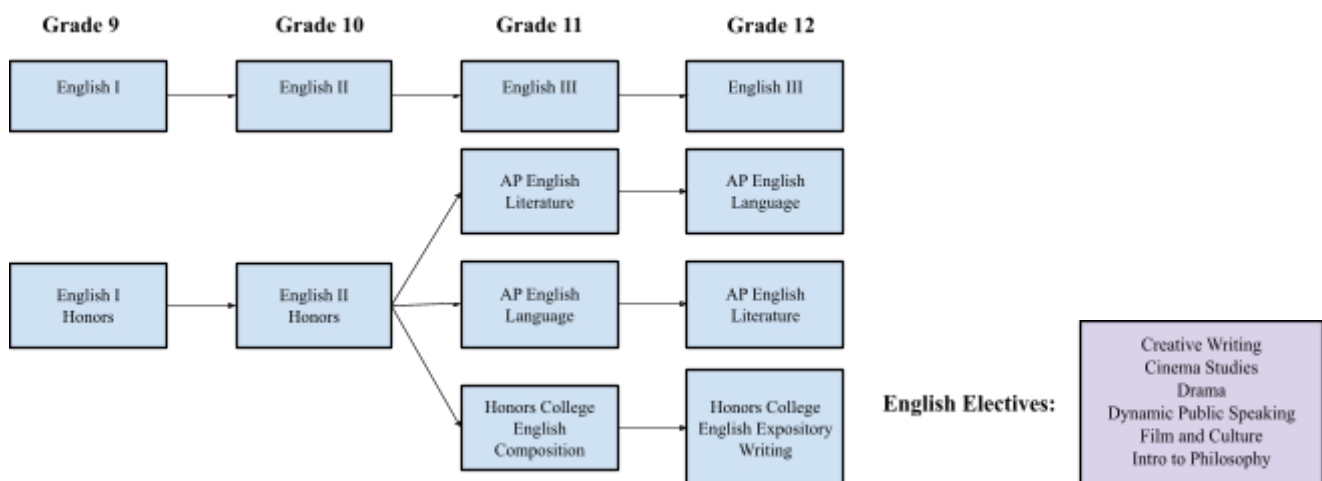 Grade 9 Grade 10 Grade 11 Grade 12
English I
English II
English III
English III
AP English
Literature
AP English
Language
English I
Honors
English II
Honors
AP English
Language
AP English
Literature
Honors College
English
Composition
Honors College
English Expository
Writing
English Electives:
Creative Writing
Cinema Studies
Drama
Dynamic Public Speaking
Film and Culture
Intro to Philosophy